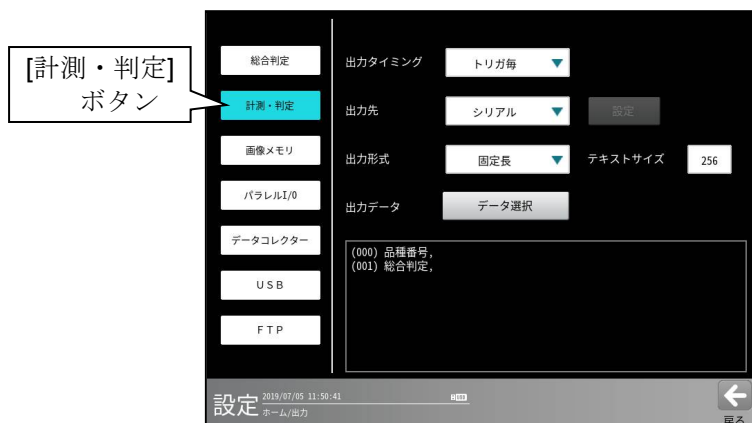 [計測・判定]
ボタン
総合判定
計測・判定
画像メモリ
パラレルI/O
データコレクター
USB
FTP
出力タイミング トリガ毎
出力先 シリアル 設定
出力形式 固定長 テキストサイズ 256
出力データ データ選択
(000) 品種番号,
(001) 総合判定,
設定 2019/07/05 11:50:41
ホーム/出力
戻る